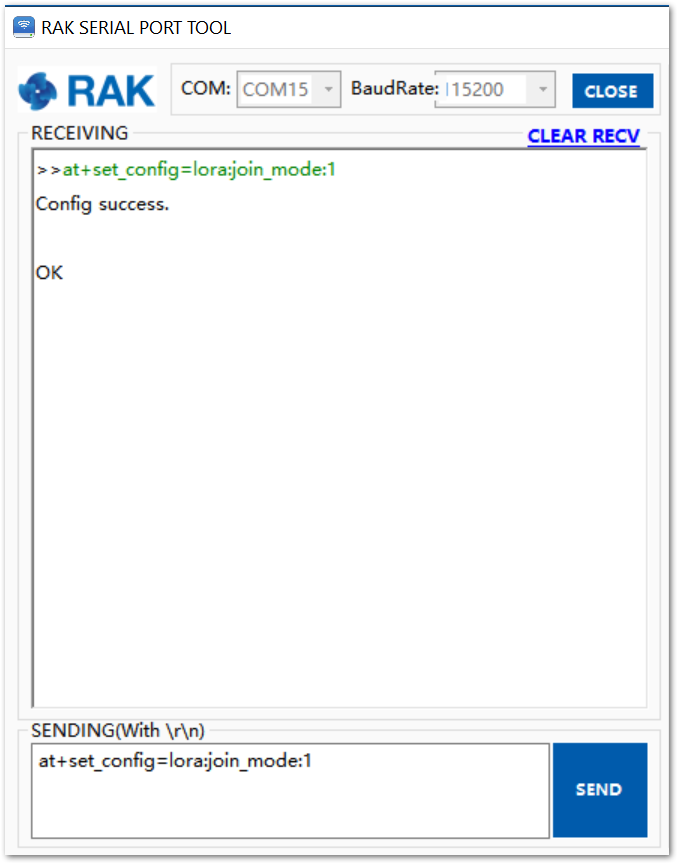 RAK SERIAL PORT TOOL
RAK COM: COM15 BaudRate: 115200 CLOSE
RECEIVING CLEAR RECV
>>at+set_config=lora:join_mode:1
Config success.
OK
SENDING(With \r\n)
at+set_config=lora:join_mode:1
SEND